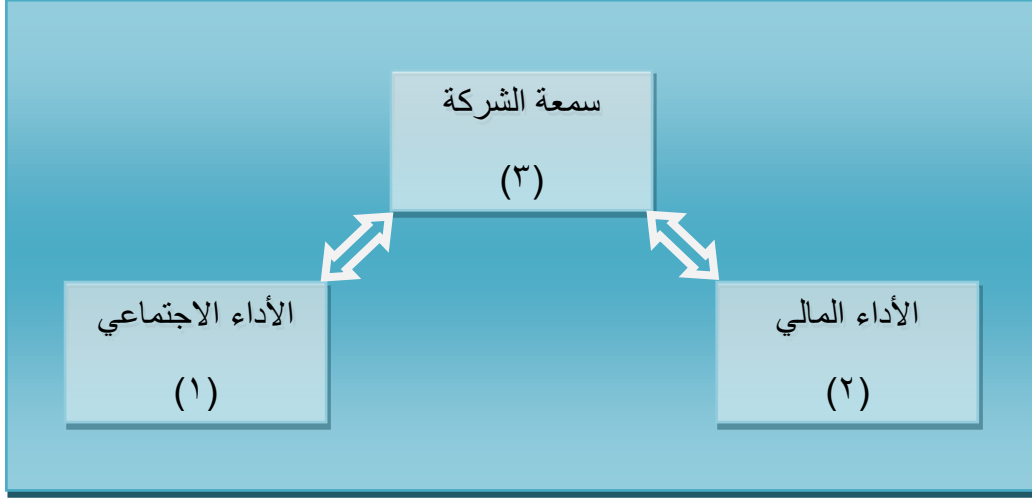 سمعة الشركة
(٣)
الأداء الاجتماعي
(١)
الأداء المالي
(٢)